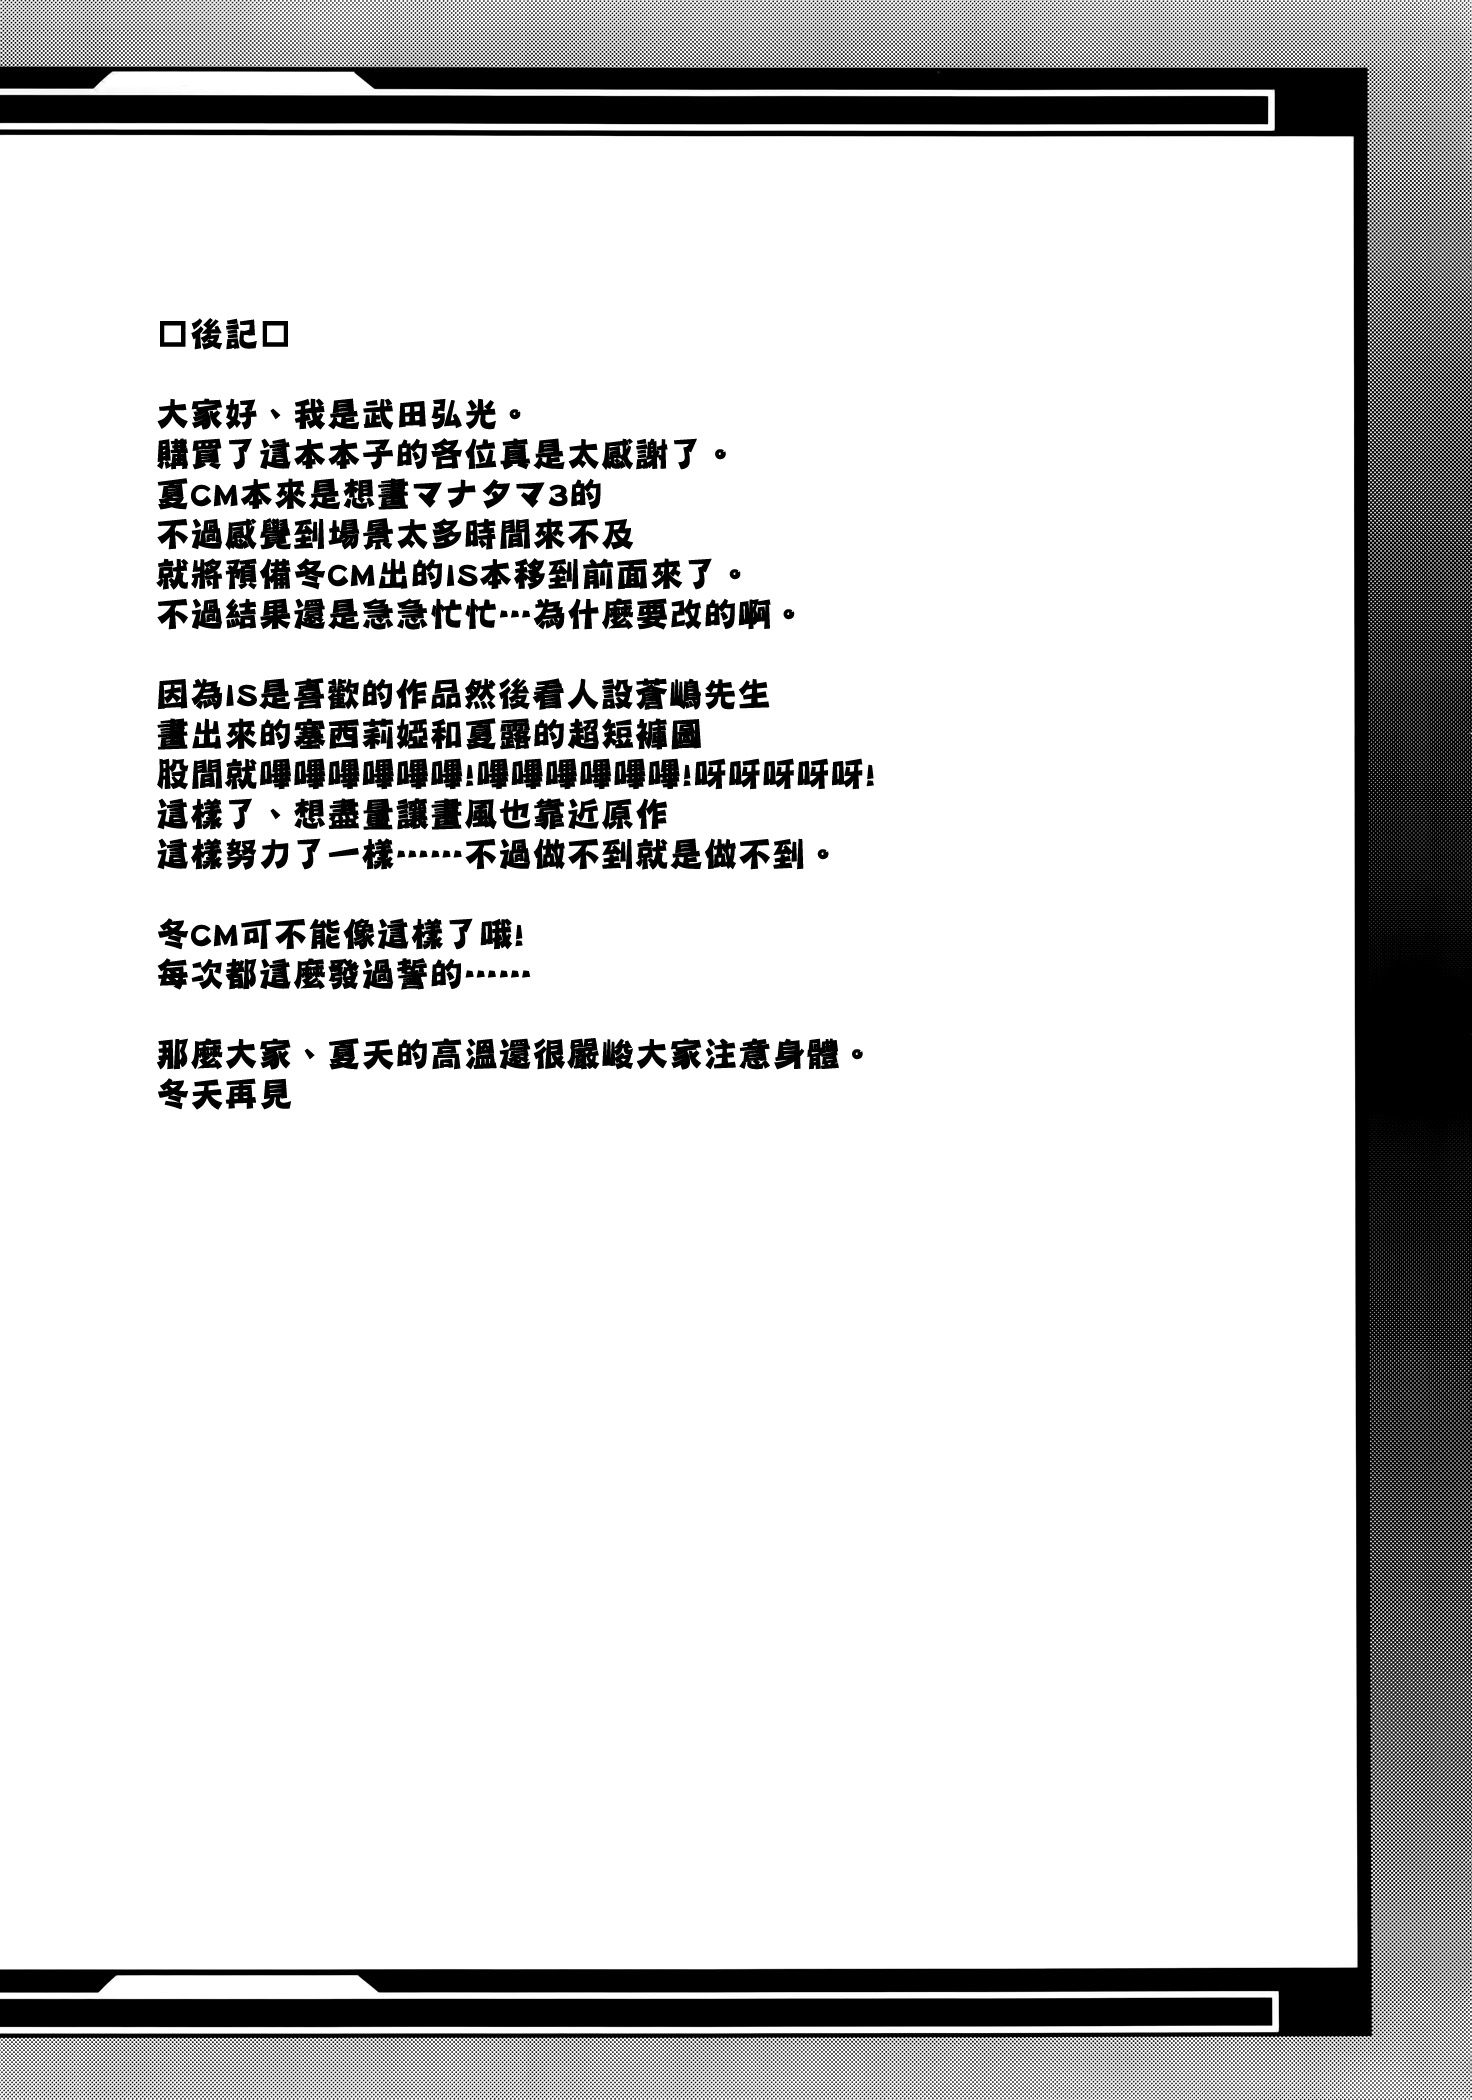 □後記□
大家好、我是武田弘光。
購買了這本本子的各位真是太感謝了。
夏CM本來是想畫マナタマ3的
不過感覺到場景太多時間來不及
就將預備冬CM出的IS本移到前面來了。
不過結果還是急急忙忙…為什麼要改的啊。
因為IS是喜歡的作品然後看人設蒼嶋先生
畫出來的塞西莉婭和夏露的超短褲圖
股間就嗶嗶嗶嗶嗶嗶!嗶嗶嗶嗶嗶嗶!呀呀呀呀呀!
這樣了、想盡量讓畫風也靠近原作
這樣努力了一樣……不過做不到就是做不到。
冬CM可不能像這樣了哦!
每次都這麼發過誓的……
那麼大家、夏天的高溫還很嚴峻大家注意身體。
冬天再見